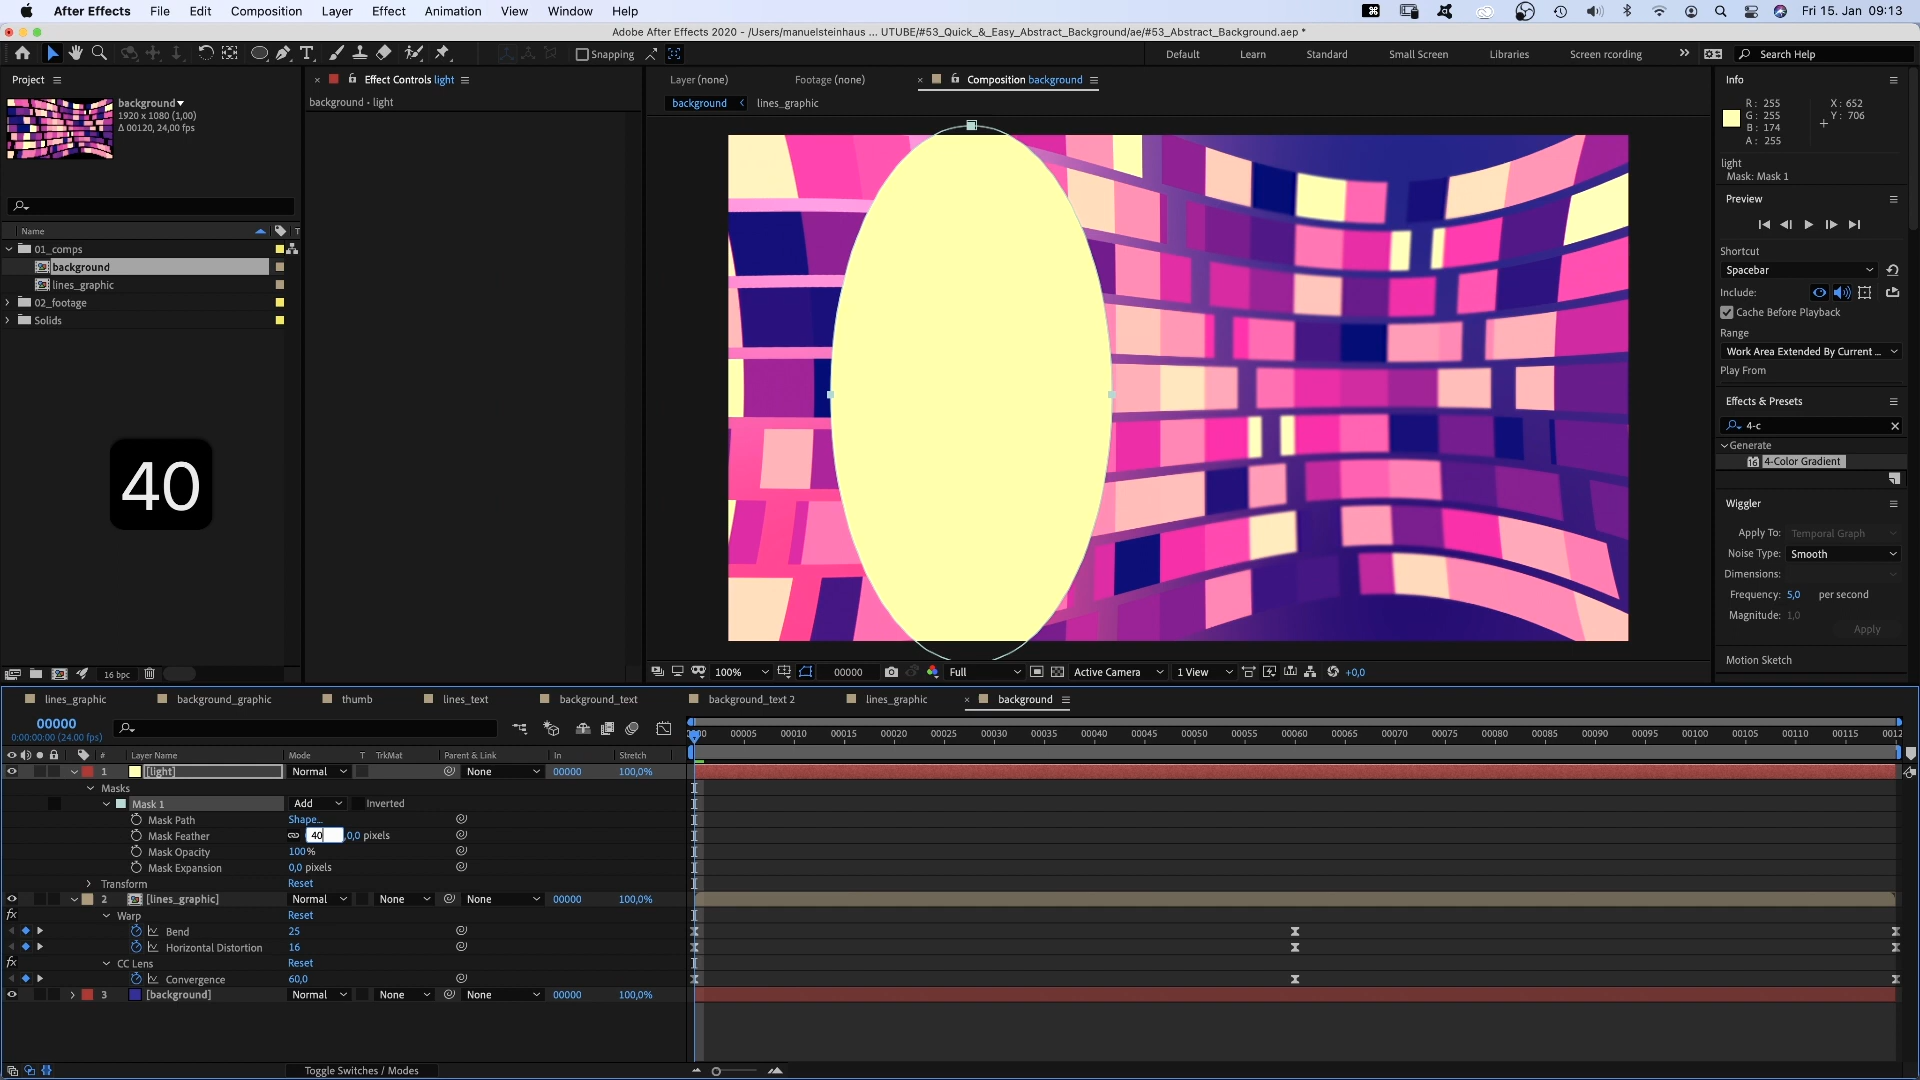 After Effects File Edit Composition Layer Effect Animation View Window Help Fri 15. Jan 09:13
Adobe After Effects 2020 - /Users/manuelsteinhaus ... UTUBE/#53_Quick_&_Easy_Abstract_Background/ae/#53_Abstract_Background.aep *
Snapping Default Learn Standard Small Screen Libraries Screen rcording Search Help
Project
background
1920 x 1080 (1,00)
Δ 00120, 24,00 fps
Name T
01_comps
background
lines_graphic
02_footage
Solids
40
16 bpc
Effect Controls light
background • light
Layer (none) Footage (none) Composition background
background lines_graphic
100% 00000 Full Active Camera 1 View +0,0
Info
R: 255 X: 652
G: 255 Y: 706
B: 174
A: 255
light
Mask: Mask 1
Preview
Shortcut
Spacebar
Include:
Cache Before Playback
Range
Work Area Extended By Current ...
Play From
Effects & Presets
4-c
Generate
4-Color Gradient
Wiggler
Apply To: Temporal Graph
Noise Type: Smooth
Dimensions:
Frequency: 5,0 per second
Magnitude: 1,0
Apply
Motion Sketch
lines_graphic background_graphic thumb lines_text background_text background_text 2 lines_graphic background
00000
0:00:00:00 (24.00 fps)
00005 00010 00015 00020 00025 00030 00035 00040 00045 00050 00055 00060 00065 00070 00075 00080 00085 00090 00095 00100 00105 00110 00115 0012
# Layer Name Mode T TrkMat Parent & Link In Stretch
1 [light] Normal None 00000 100,0%
Masks
Mask 1 Add Inverted
Mask Path Shape...
Mask Feather 40 ,0,0 pixels
Mask Opacity 100%
Mask Expansion 0,0 pixels
Transform Reset
2 [lines_graphic] Normal None None 00000 100,0%
fx Warp Reset
Bend 25
Horizontal Distortion 16
fx CC Lens Reset
Convergence 60,0
3 [background] Normal None None 00000 100,0%
Toggle Switches / Modes